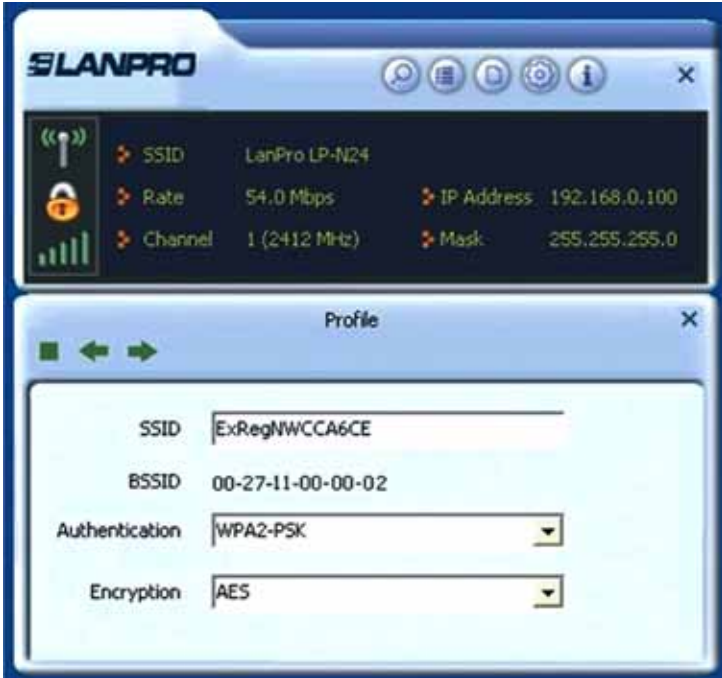 LANPRO
SSID LanPro LP-N24
Rate 54.0 Mbps IP Address 192.168.0.100
Channel 1 (2412 MHz) Mask 255.255.255.0
Profile
SSID ExRegNWCCA6CE
BSSID 00-27-11-00-00-02
Authentication WPA2-PSK
Encryption AES